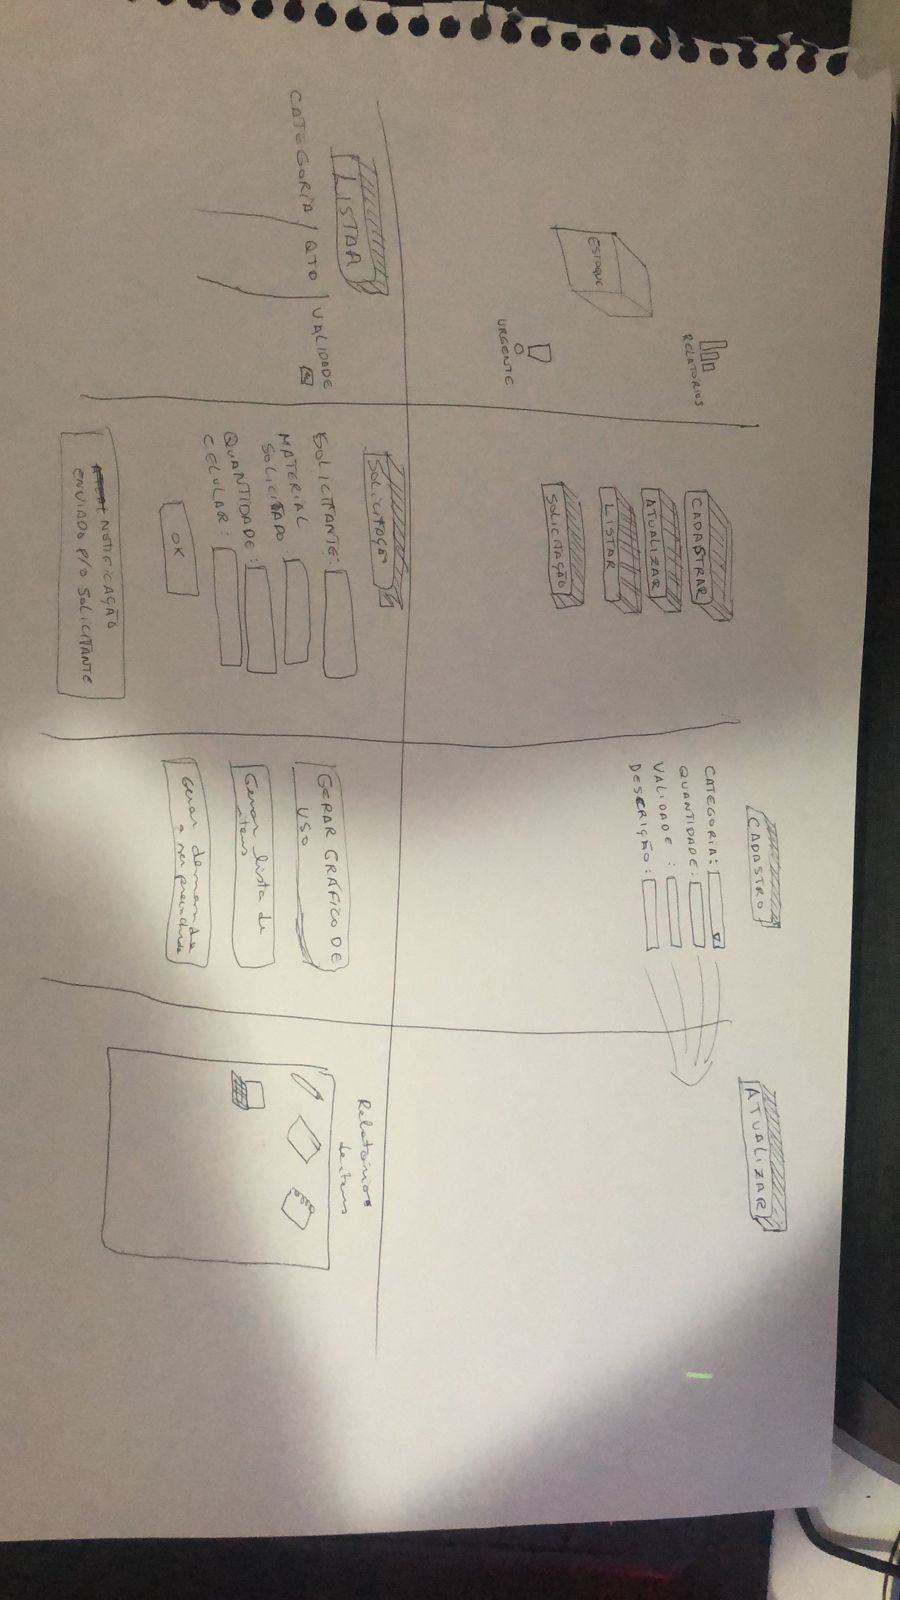 RELATÓRIOS
ESTOQUE
URGENTE
CADASTRAR
ATUALIZAR
LISTAR
SOLICITAÇÃO
CADASTRO
CATEGORIA:
QUANTIDADE:
VALIDADE :
DESCRIÇÃO:
ATUALIZAR
LISTAR
CATEGORIA / QTD / VALIDADE
SOLICITAÇÃO
SOLICITANTE:
MATERIAL
SOLICITADO:
QUANTIDADE:
CELULAR:
OK
NOTIFICAÇÃO
ENVIADO P/O SOLICITANTE
GERAR GRÁFICO DE
USO
Gerar lista de
itens
Gerar demanda
a ser
Relatórios
de itens